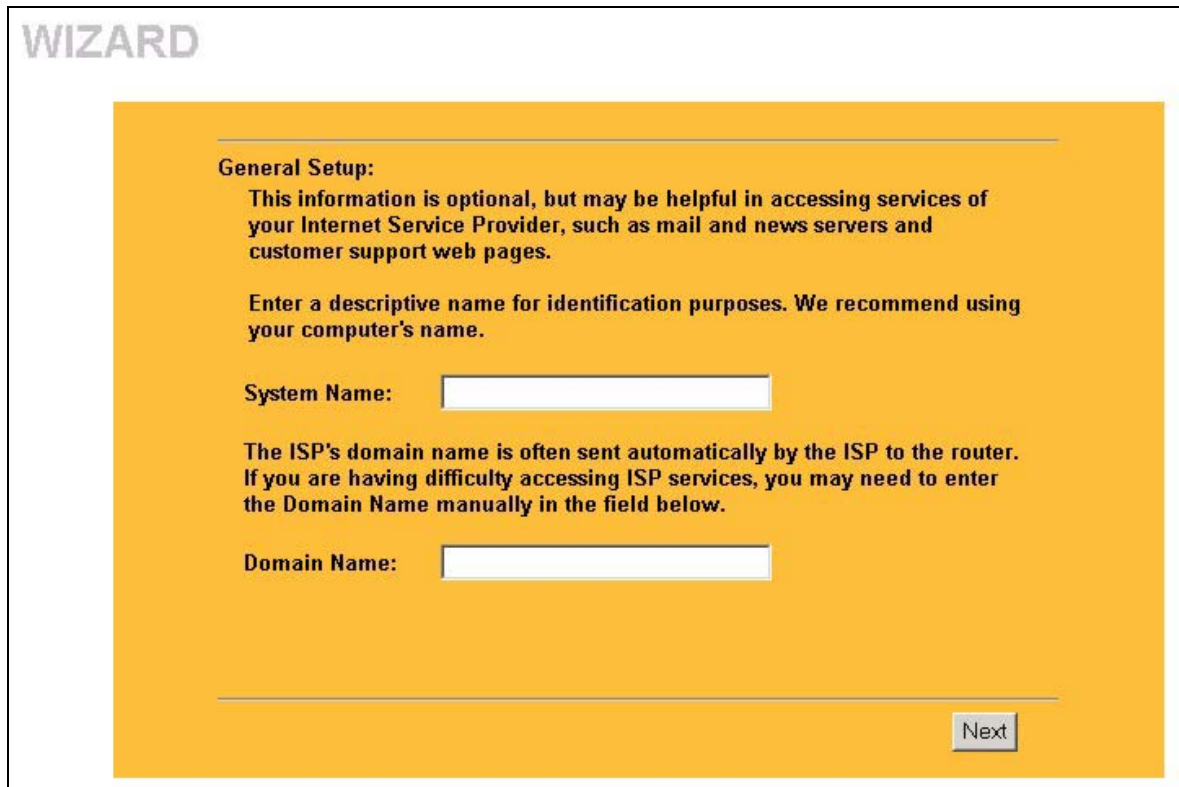 WIZARD
General Setup:
This information is optional, but may be helpful in accessing services of
your Internet Service Provider, such as mail and news servers and
customer support web pages.
Enter a descriptive name for identification purposes. We recommend using
your computer's name.
System Name:
The ISP's domain name is often sent automatically by the ISP to the router.
If you are having difficulty accessing ISP services, you may need to enter
the Domain Name manually in the field below.
Domain Name:
Next